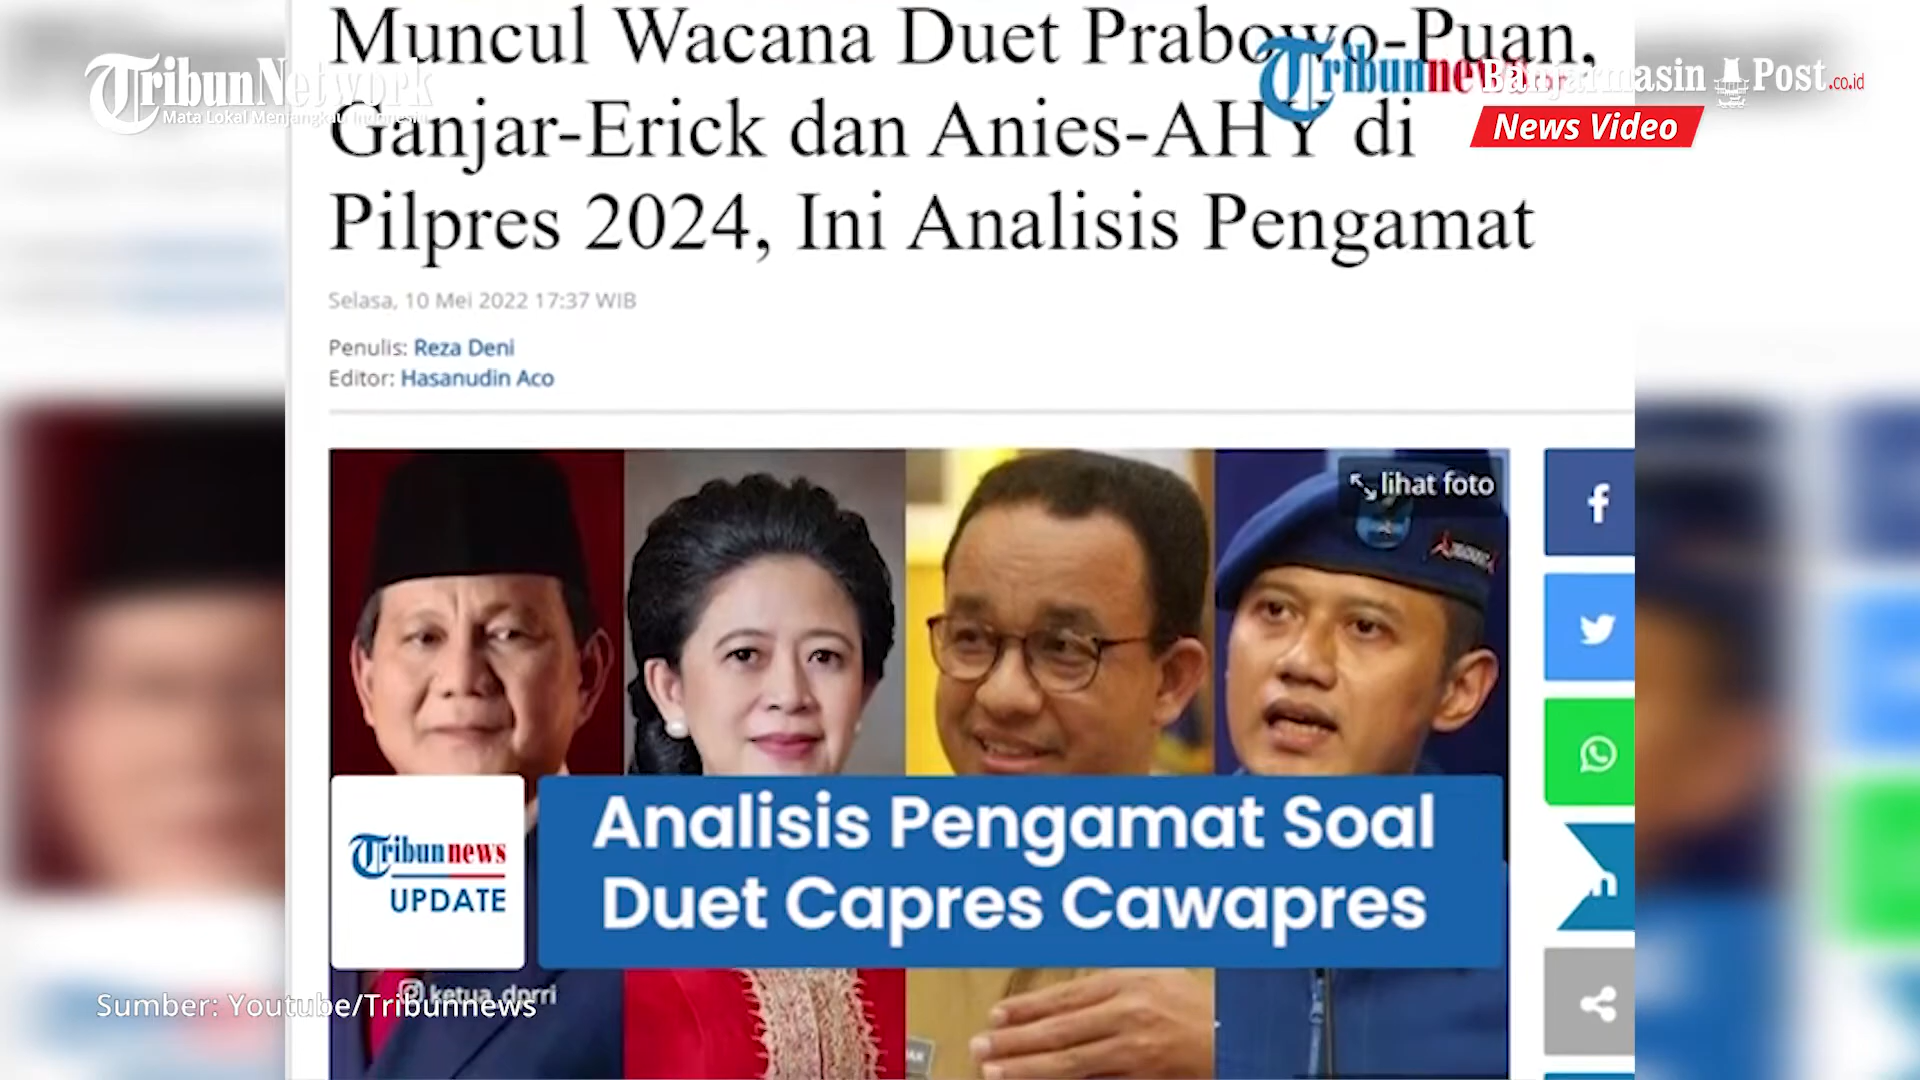 Muncul Wacana Duet Prabowo-Puan,
Ganjar-Erick dan Anies-AHY di
Pilpres 2024, Ini Analisis Pengamat
TribunNetwork
Mata Lokal Menjangkau Indonesia
Tribunnews
Banjarmasin Post.co.id
News Video
Selasa, 10 Mei 2022 17:37 WIB
Penulis: Reza Deni
Editor: Hasanudin Aco
lihat foto
Tribunnews
UPDATE
Analisis Pengamat Soal
Duet Capres Cawapres
ketua_dprri
Sumber: Youtube/Tribunnews